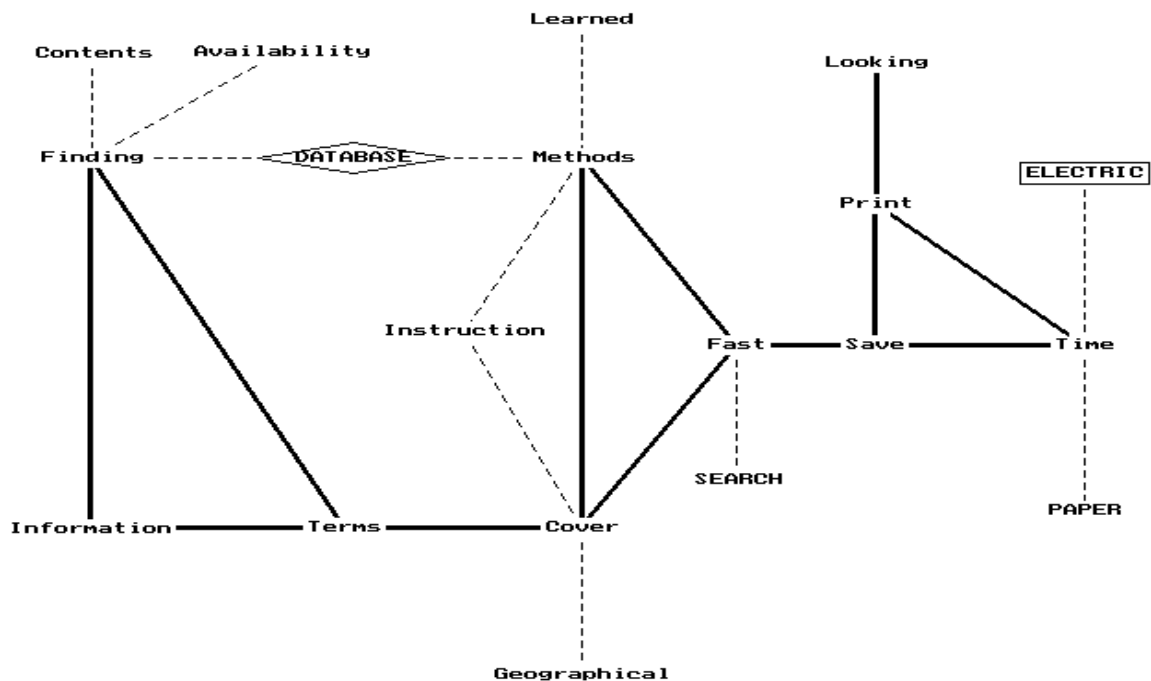 Learned
Contents
Availability
Looking
Finding
DATABASE
Methods
ELECTRIC
Print
Instruction
Fast
Save
Time
SEARCH
PAPER
Information
Terms
Cover
Geographical